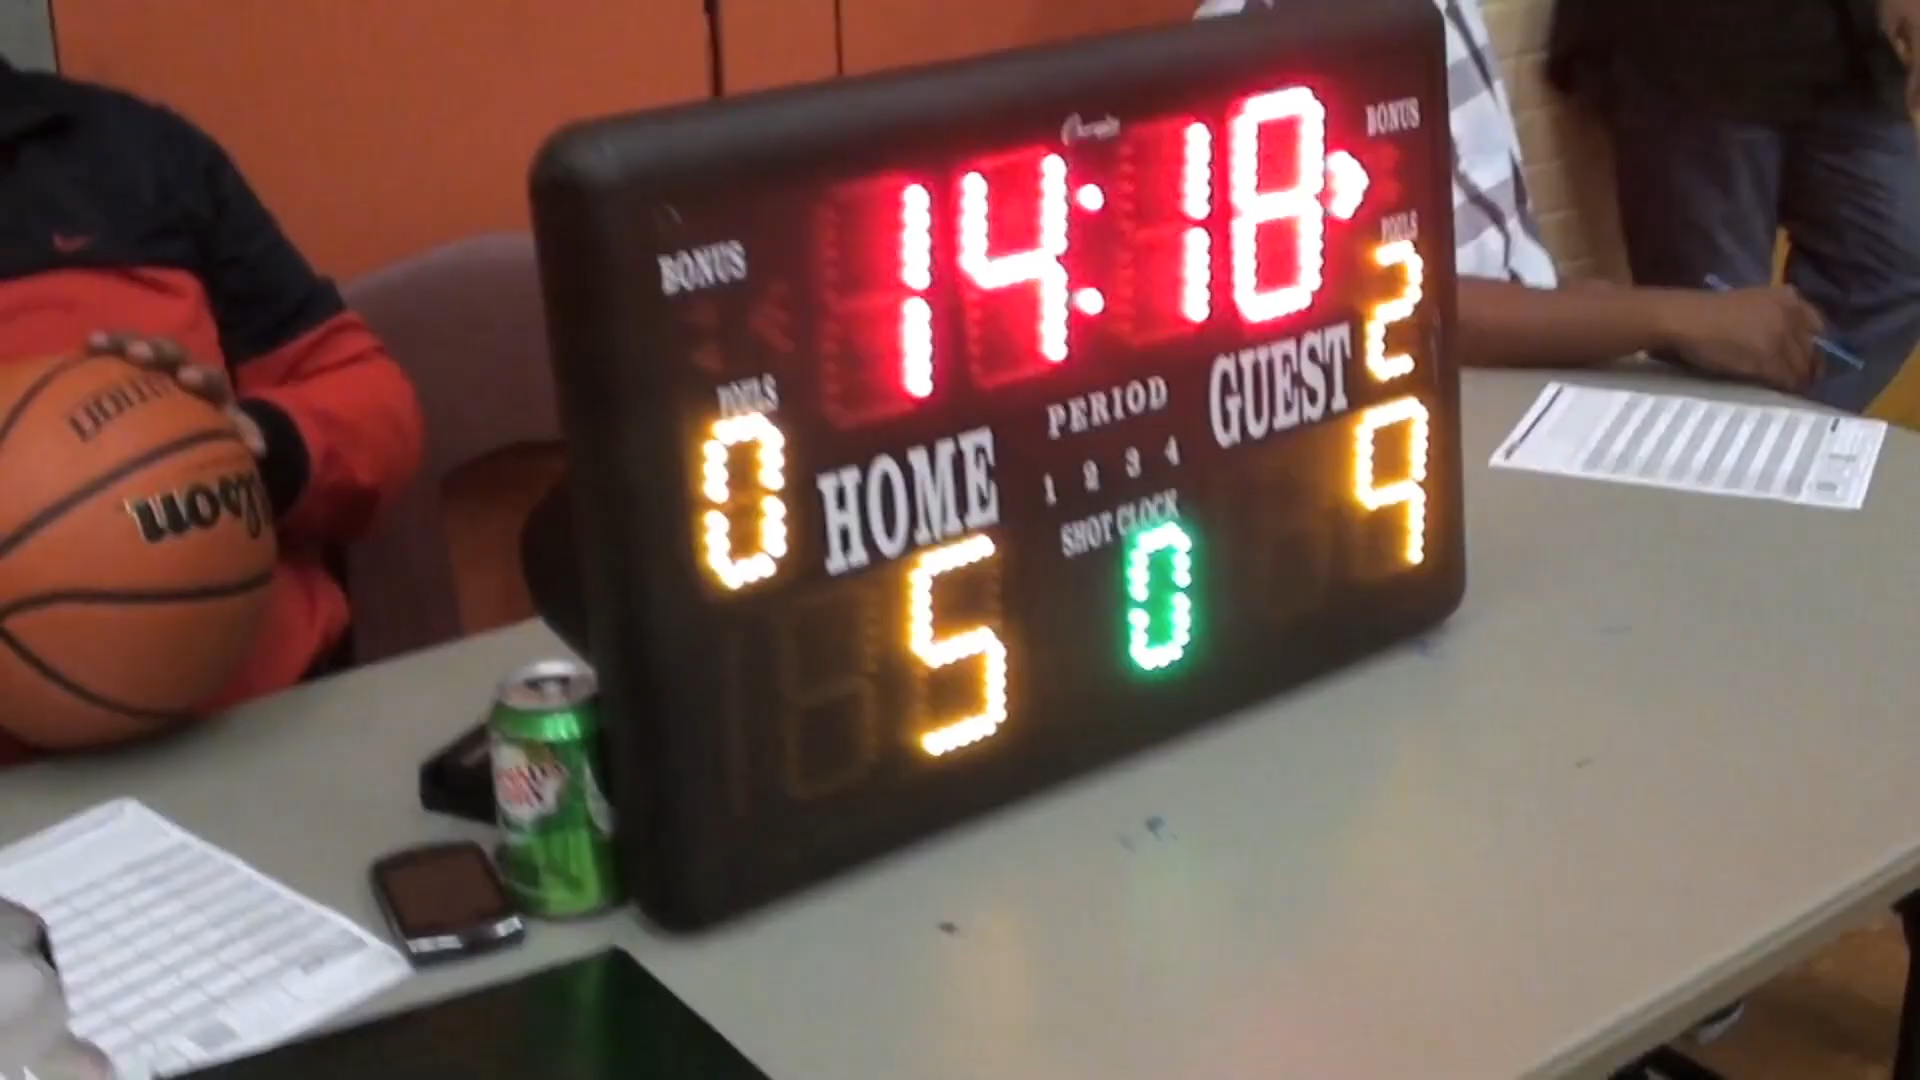 14:18
BONUS
BONUS
FOULS
2
FOULS
0
PERIOD
HOME
GUEST
1 2 3 4
SHOT CLOCK
5
0
9
Wilson